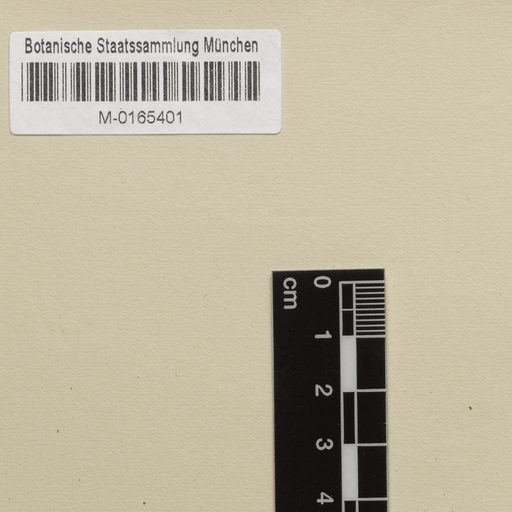 Botanische Staatssammlung München
M-0165401
cm
0
1
2
3
4